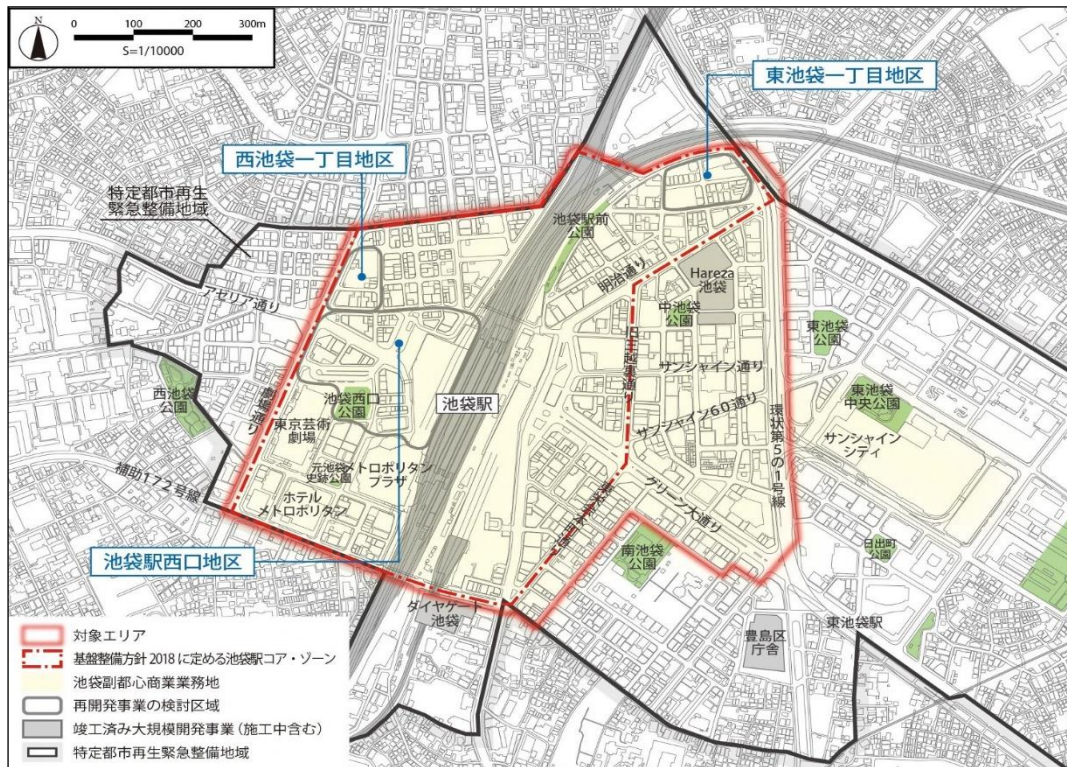 N
0 100 200 300m
S=1/10000
東池袋一丁目地区
西池袋一丁目地区
特定都市再生
緊急整備地域
池袋駅前
公園
明治通り
Hareza
池袋
中池袋
公園
アゼリア通り
東池袋
公園
サンシャイン通り
西池袋
公園
劇場通り
池袋西口
公園
池袋駅
東池袋
中央公園
サンシャイン60通り
東京芸術
劇場
環状第5の1号線
サンシャイン
シティ
元池袋
史跡公園
メトロポリタン
プラザ
補助172号線
ホテル
メトロポリタン
グリーン大通り
南池袋
公園
日出町
公園
池袋駅西口地区
ダイヤゲート
池袋
豊島区
庁舎
東池袋駅
対象エリア
基盤整備方針2018に定める池袋駅コア・ゾーン
池袋副都心商業業務地
再開発事業の検討区域
竣工済み大規模開発事業(施工中含む)
特定都市再生緊急整備地域